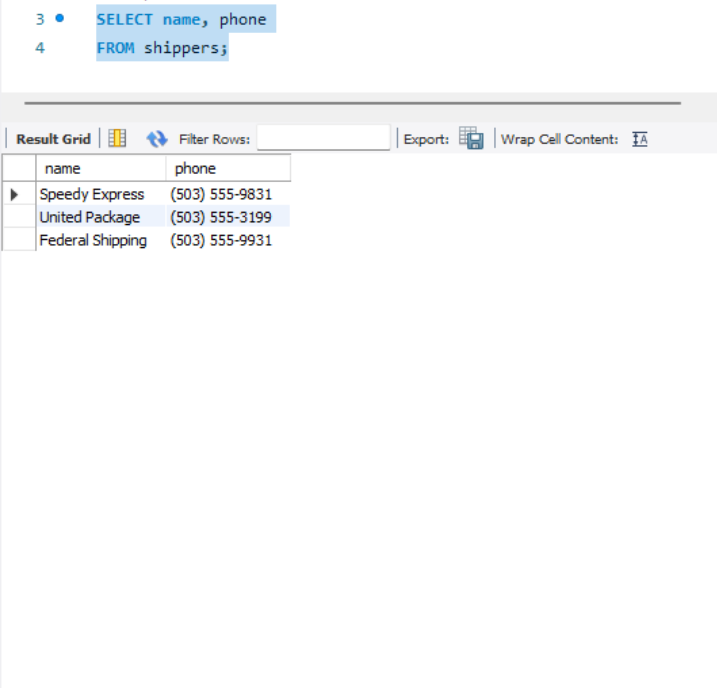 3 SELECT name, phone
4 FROM shippers;
Result Grid Filter Rows: Export: Wrap Cell Content: IA
name phone
Speedy Express (503) 555-9831
United Package (503) 555-3199
Federal Shipping (503) 555-9931